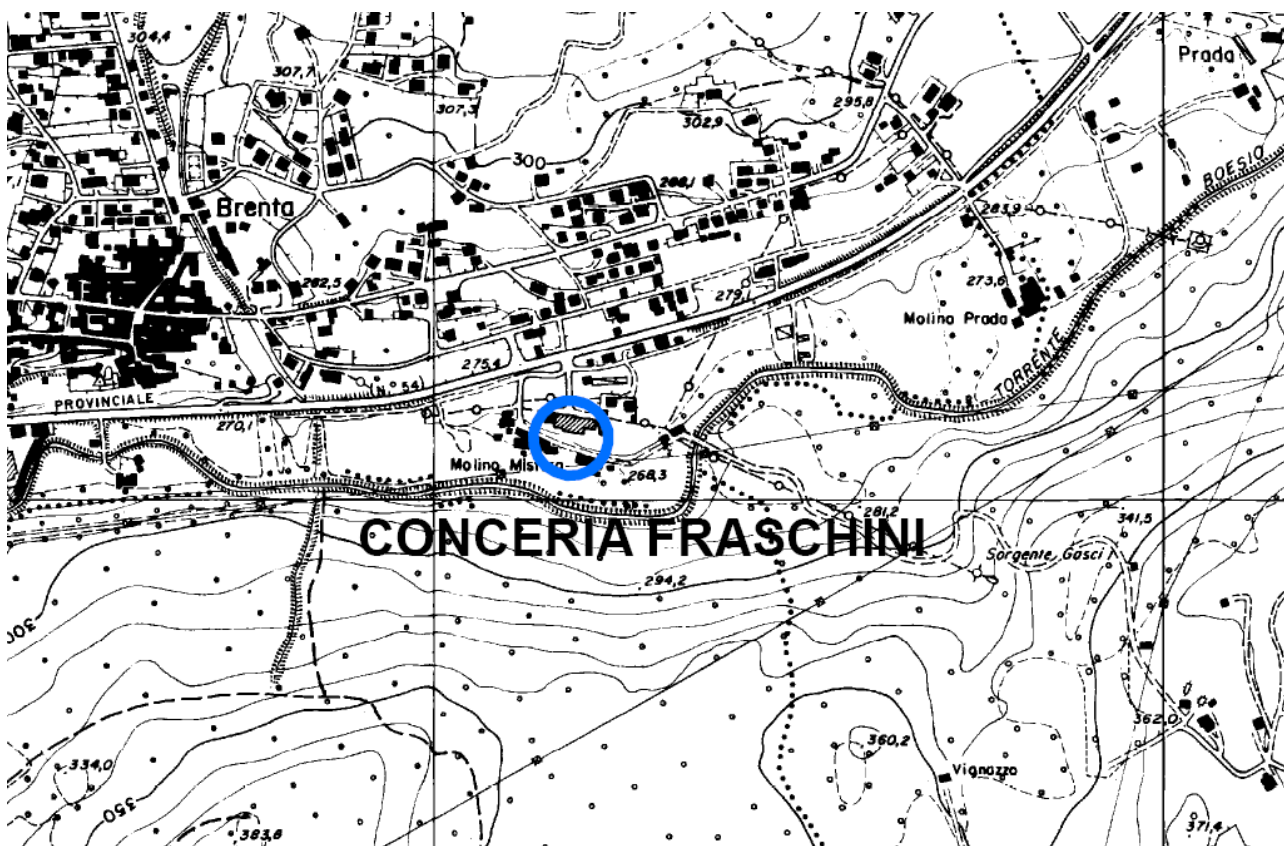 304,4
Prada
307,7
307,3
295,8
302,9
300
BOESIO
Brenta
283,9
282,5
279,1
273,6
Molino Prada
275,4
TORRENTE
(N. 54)
PROVINCIALE
270,1
Molino
268,3
281,2
341,5
CONCERIA FRASCHINI
Sorgente Gasci
294,2
300
362,0
360,2
334,0
Vignazzo
350
383,8
371,4